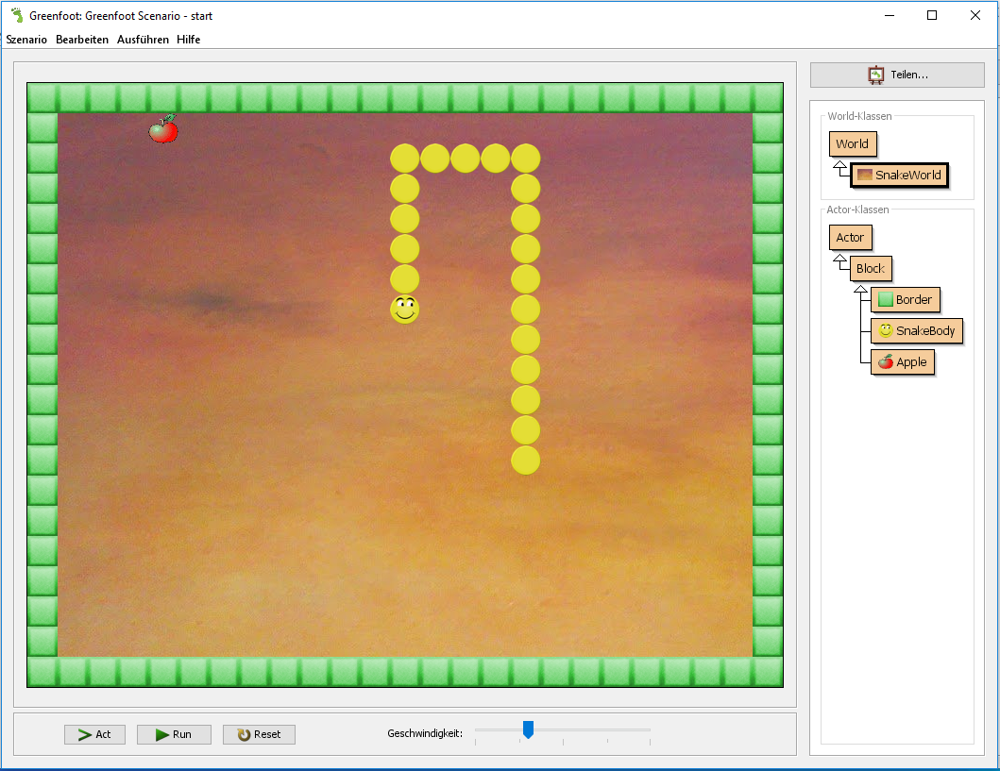 Greenfoot: Greenfoot Scenario - start
Szenario Bearbeiten Ausführen Hilfe
Teilen...
World-Klassen
World
SnakeWorld
Actor-Klassen
Actor
Block
Border
SnakeBody
Apple
Act Run Reset Geschwindigkeit: